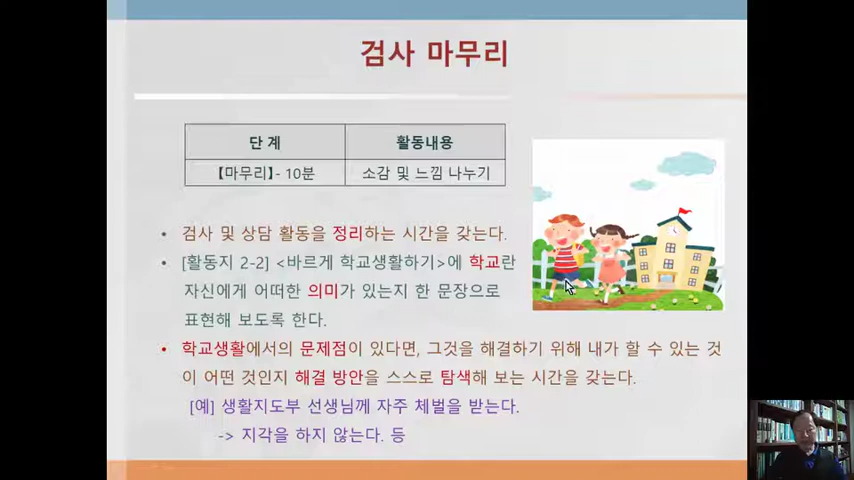 검사 마무리
단 계
활동내용
【마무리】- 10분
소감 및 느낌 나누기
• 검사 및 상담 활동을 정리하는 시간을 갖는다.
• [활동지 2-2] <바르게 학교생활하기>에 학교란
자신에게 어떠한 의미가 있는지 한 문장으로
표현해 보도록 한다.
• 학교생활에서의 문제점이 있다면, 그것을 해결하기 위해 내가 할 수 있는 것
이 어떤 것인지 해결 방안을 스스로 탐색해 보는 시간을 갖는다.
[예] 생활지도부 선생님께 자주 체벌을 받는다.
-> 지각을 하지 않는다. 등